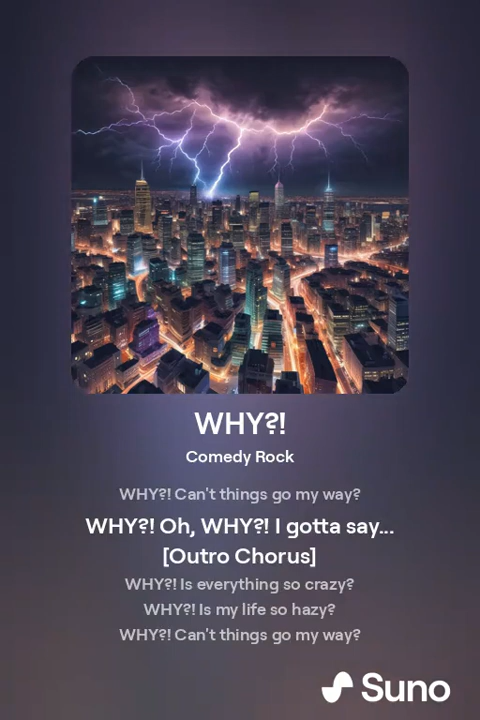 WHY?!
Comedy Rock
WHY?! Can't things go my way?
WHY?! Oh, WHY?! I gotta say...
[Outro Chorus]
WHY?! Is everything so crazy?
WHY?! Is my life so hazy?
WHY?! Can't things go my way?
Suno